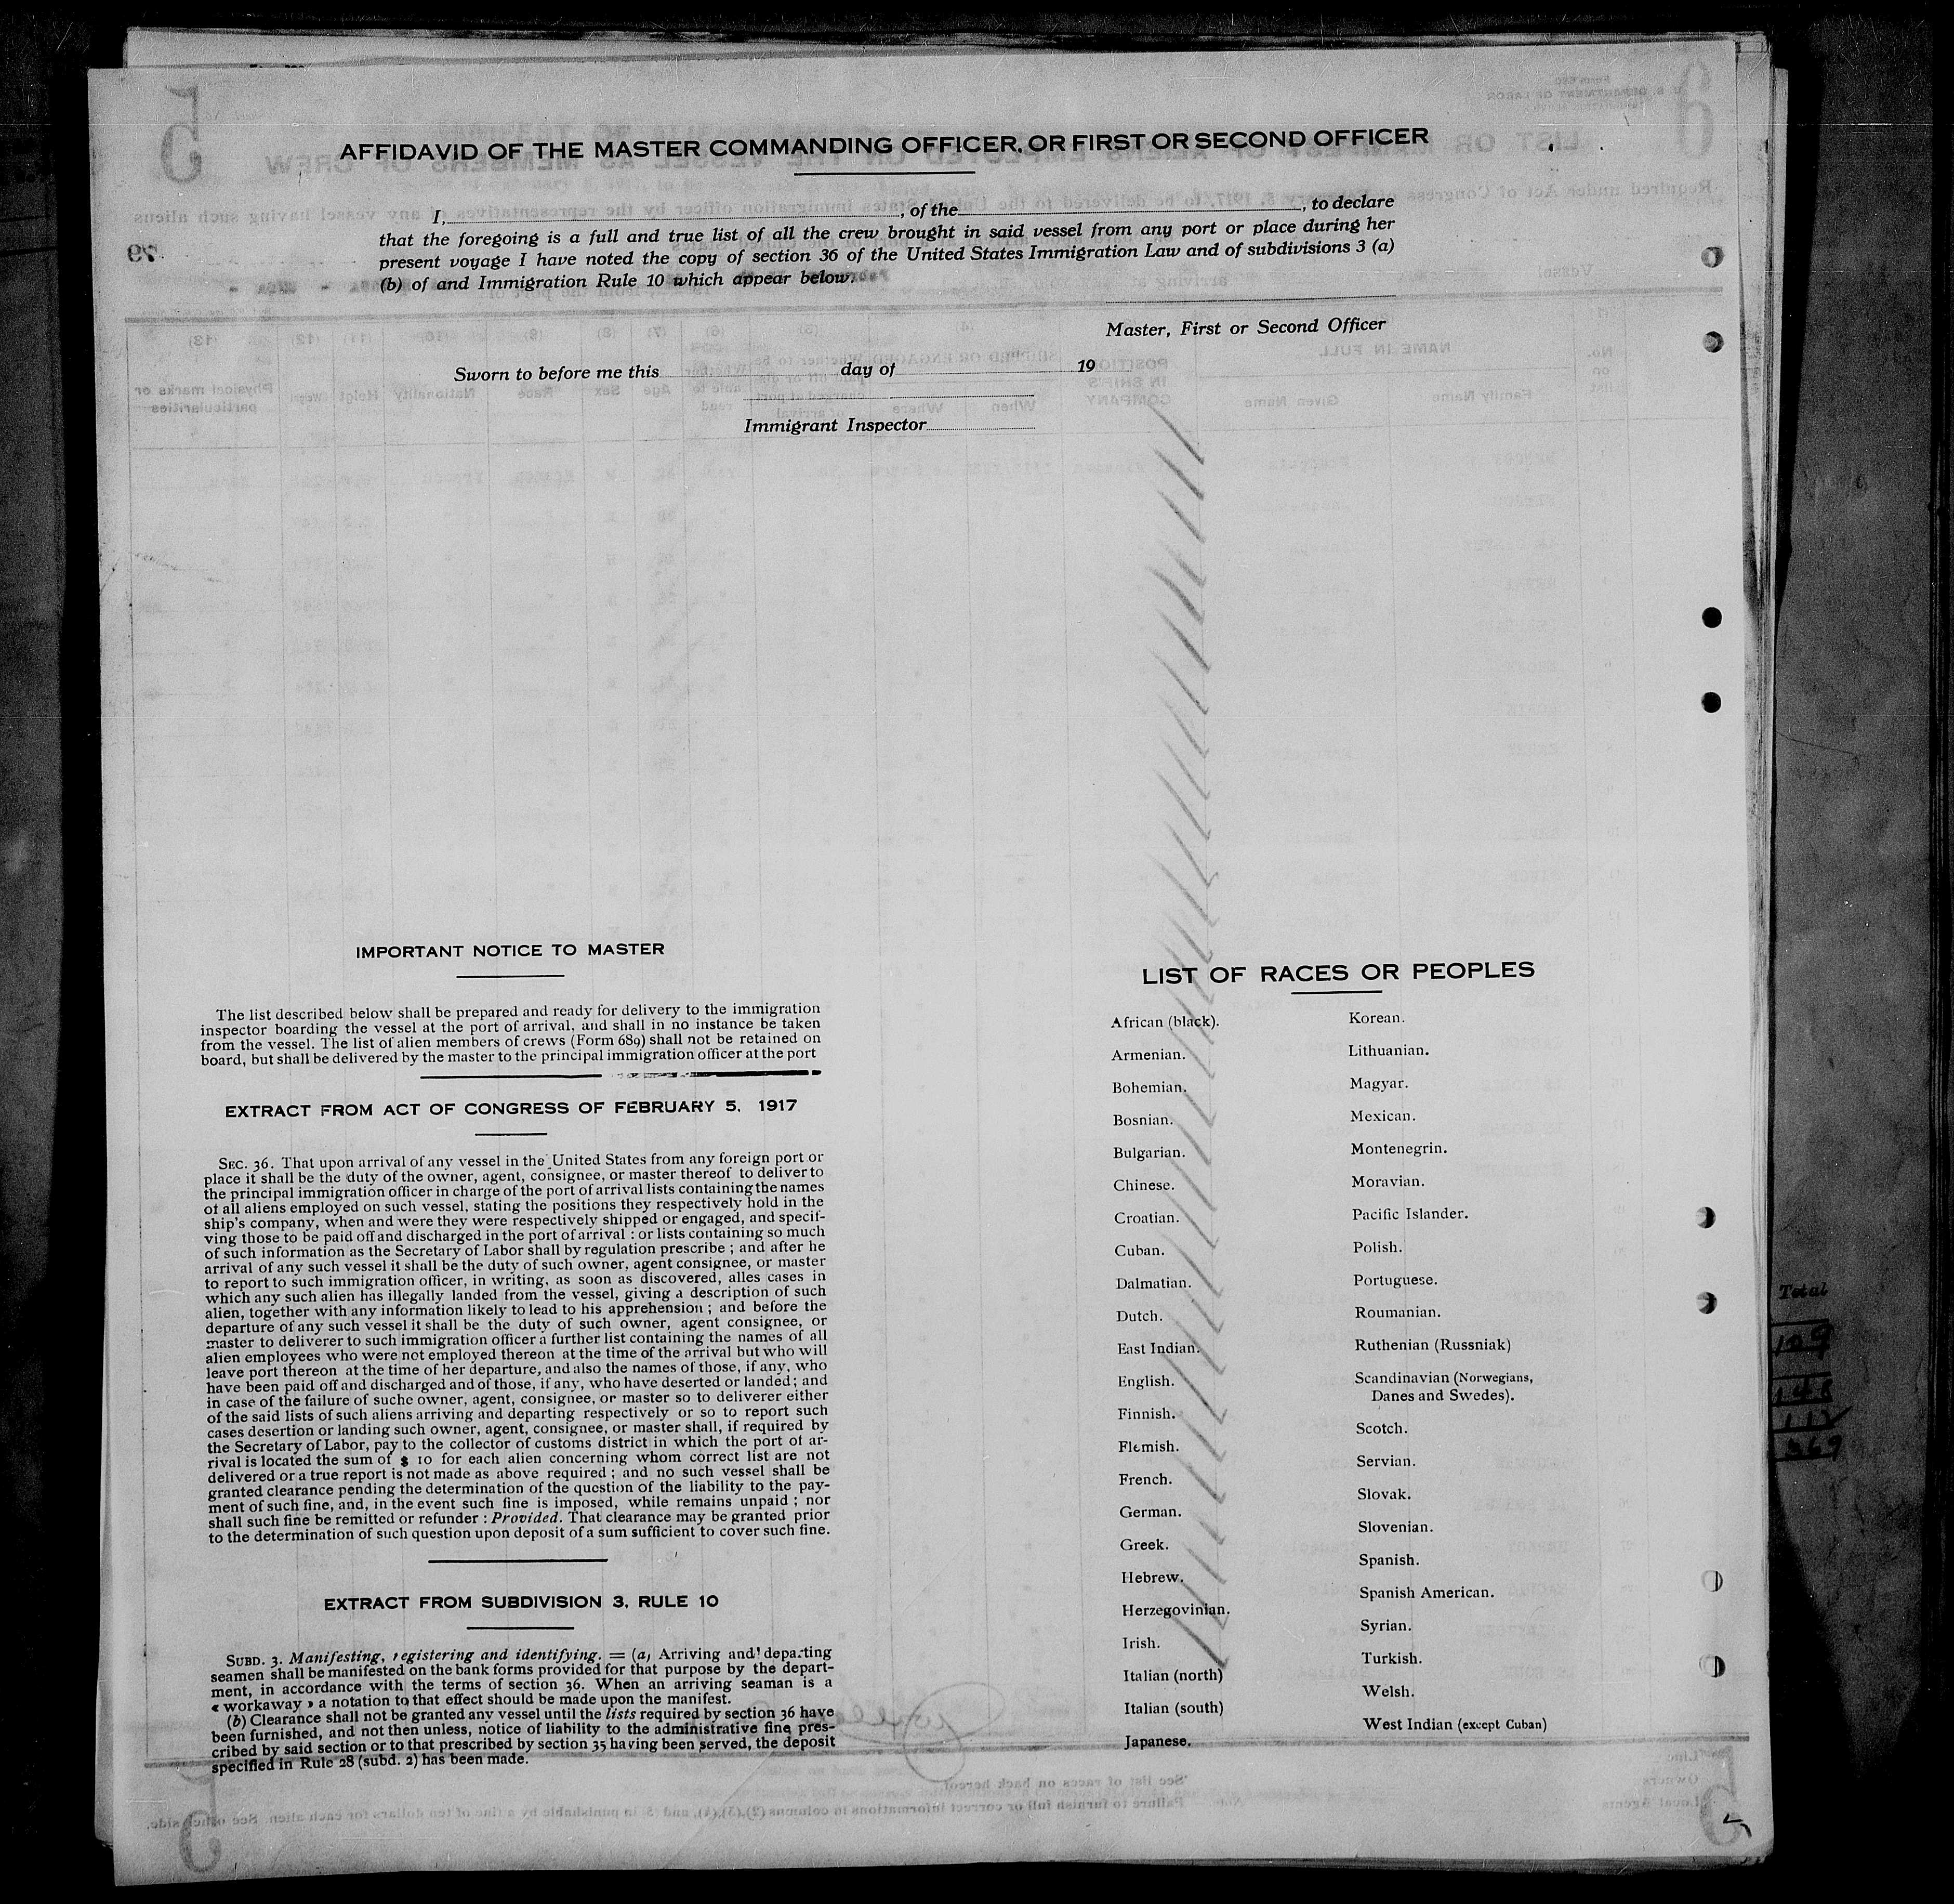 AFFIDAVID OF THE MASTER COMMANDING OFFICER, OR FIRST OR SECOND OFFICER
I, , of the , to declare
that the foregoing is a full and true list of all the crew brought in said vessel from any port or place during her
present voyage I have noted the copy of section 36 of the United States Immigration Law and of subdivisions 3 (a)
(b) of and Immigration Rule 10 which appear below.
Master, First or Second Officer
Sworn to before me this day of 19
Immigrant Inspector
IMPORTANT NOTICE TO MASTER
The list described below shall be prepared and ready for delivery to the immigration
inspector boarding the vessel at the port of arrival, and shall in no instance be taken
from the vessel. The list of alien members of crews (Form 689) shall not be retained on
board, but shall be delivered by the master to the principal immigration officer at the port
EXTRACT FROM ACT OF CONGRESS OF FEBRUARY 5. 1917
SEC. 36. That upon arrival of any vessel in the United States from any foreign port or
place it shall be the duty of the owner, agent, consignee, or master thereof to deliver to
the principal immigration officer in charge of the port of arrival lists containing the names
of all aliens employed on such vessel, stating the positions they respectively hold in the
ship's company, when and were they were respectively shipped or engaged, and specif-
ving those to be paid off and discharged in the port of arrival : or lists containing so much
of such information as the Secretary of Labor shall by regulation prescribe ; and after he
arrival of any such vessel it shall be the duty of such owner, agent consignee, or master
to report to such immigration officer, in writing, as soon as discovered, alles cases in
which any such alien has illegally landed from the vessel, giving a description of such
alien, together with any information likely to lead to his apprehension ; and before the
departure of any such vessel it shall be the duty of such owner, agent consignee, or
master to deliverer to such immigration officer a further list containing the names of all
alien employees who were not employed thereon at the time of the arrival but who will
leave port thereon at the time of her departure, and also the names of those, if any, who
have been paid off and discharged and of those, if any, who have deserted or landed ; and
in case of the failure of suche owner, agent, consignee, or master so to deliverer either
of the said lists of such aliens arriving and departing respectively or so to report such
cases desertion or landing such owner, agent, consignee, or master shall, if required by
the Secretary of Labor, pay to the collector of customs district in which the port of ar-
rival is located the sum of $ 10 for each alien concerning whom correct list are not
delivered or a true report is not made as above required ; and no such vessel shall be
granted clearance pending the determination of the question of the liability to the pay-
ment of such fine, and, in the event such fine is imposed, while remains unpaid ; nor
shall such fine be remitted or refunder : Provided. That clearance may be granted prior
to the determination of such question upon deposit of a sum sufficient to cover such fine.
EXTRACT FROM SUBDIVISION 3. RULE 10
SUBD. 3. Manifesting, registering and identifying. = (a) Arriving and departing
seamen shall be manifested on the bank forms provided for that purpose by the depart-
ment, in accordance with the terms of section 36. When an arriving seaman is a
« workaway » a notation to that effect should be made upon the manifest.
(b) Clearance shall not be granted any vessel until the lists required by section 36 have
been furnished, and not then unless, notice of liability to the administrative fine pres-
cribed by said section or to that prescribed by section 35 having been served, the deposit
specified in Rule 28 (subd. 2) has been made.
LIST OF RACES OR PEOPLES
African (black).
Armenian.
Bohemian.
Bosnian.
Bulgarian.
Chinese.
Croatian.
Cuban.
Dalmatian.
Dutch.
East Indian.
English.
Finnish.
Flemish.
French.
German.
Greek.
Hebrew.
Herzegovinian.
Irish.
Italian (north)
Italian (south)
Japanese.
Korean.
Lithuanian.
Magyar.
Mexican.
Montenegrin.
Moravian.
Pacific Islander.
Polish.
Portuguese.
Roumanian.
Ruthenian (Russniak)
Scandinavian (Norwegians,
Danes and Swedes).
Scotch.
Servian.
Slovak.
Slovenian.
Spanish.
Spanish American.
Syrian.
Turkish.
Welsh.
West Indian (except Cuban)
Total